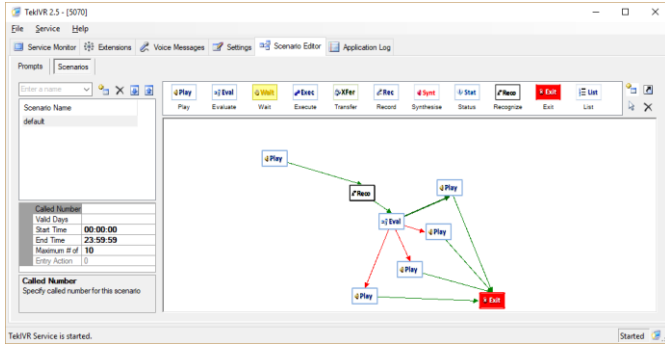 TekIVR 2.5 - [5070]
File Service Help
Service Monitor Extensions Voice Messages Settings Scenario Editor Application Log
Prompts Scenarios
Enter a name
Play Eval Wait Exec XFer Rec Synt Stat Reco Exit List
Play Evaluate Wait Execute Transfer Record Synthesise Status Recognize Exit List
Scenario Name
default
Play
Reco
Play
Eval
Play
Play
Play
Exit
Called Number
Valid Days
Start Time 00:00:00
End Time 23:59:59
Maximum # of 10
Entry Action 0
Called Number
Specify called number for this scenario
TekIVR Service is started.
Started